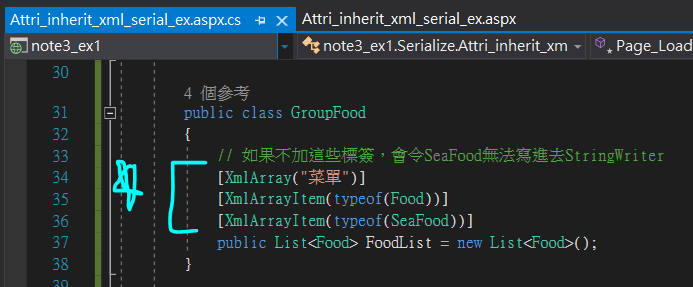 Attri_inherit_xml_serial_ex.aspx.cs
Attri_inherit_xml_serial_ex.aspx
note3_ex1
note3_ex1.Serialize.Attri_inherit_xm
Page_Load
30
4 個參考
31 public class GroupFood
32 {
33 // 如果不加這些標簽，會令SeaFood無法寫進去StringWriter
34 [XmlArray("菜單")]
35 [XmlArrayItem(typeof(Food))]
36 [XmlArrayItem(typeof(SeaFood))]
37 public List<Food> FoodList = new List<Food>();
38 }
39